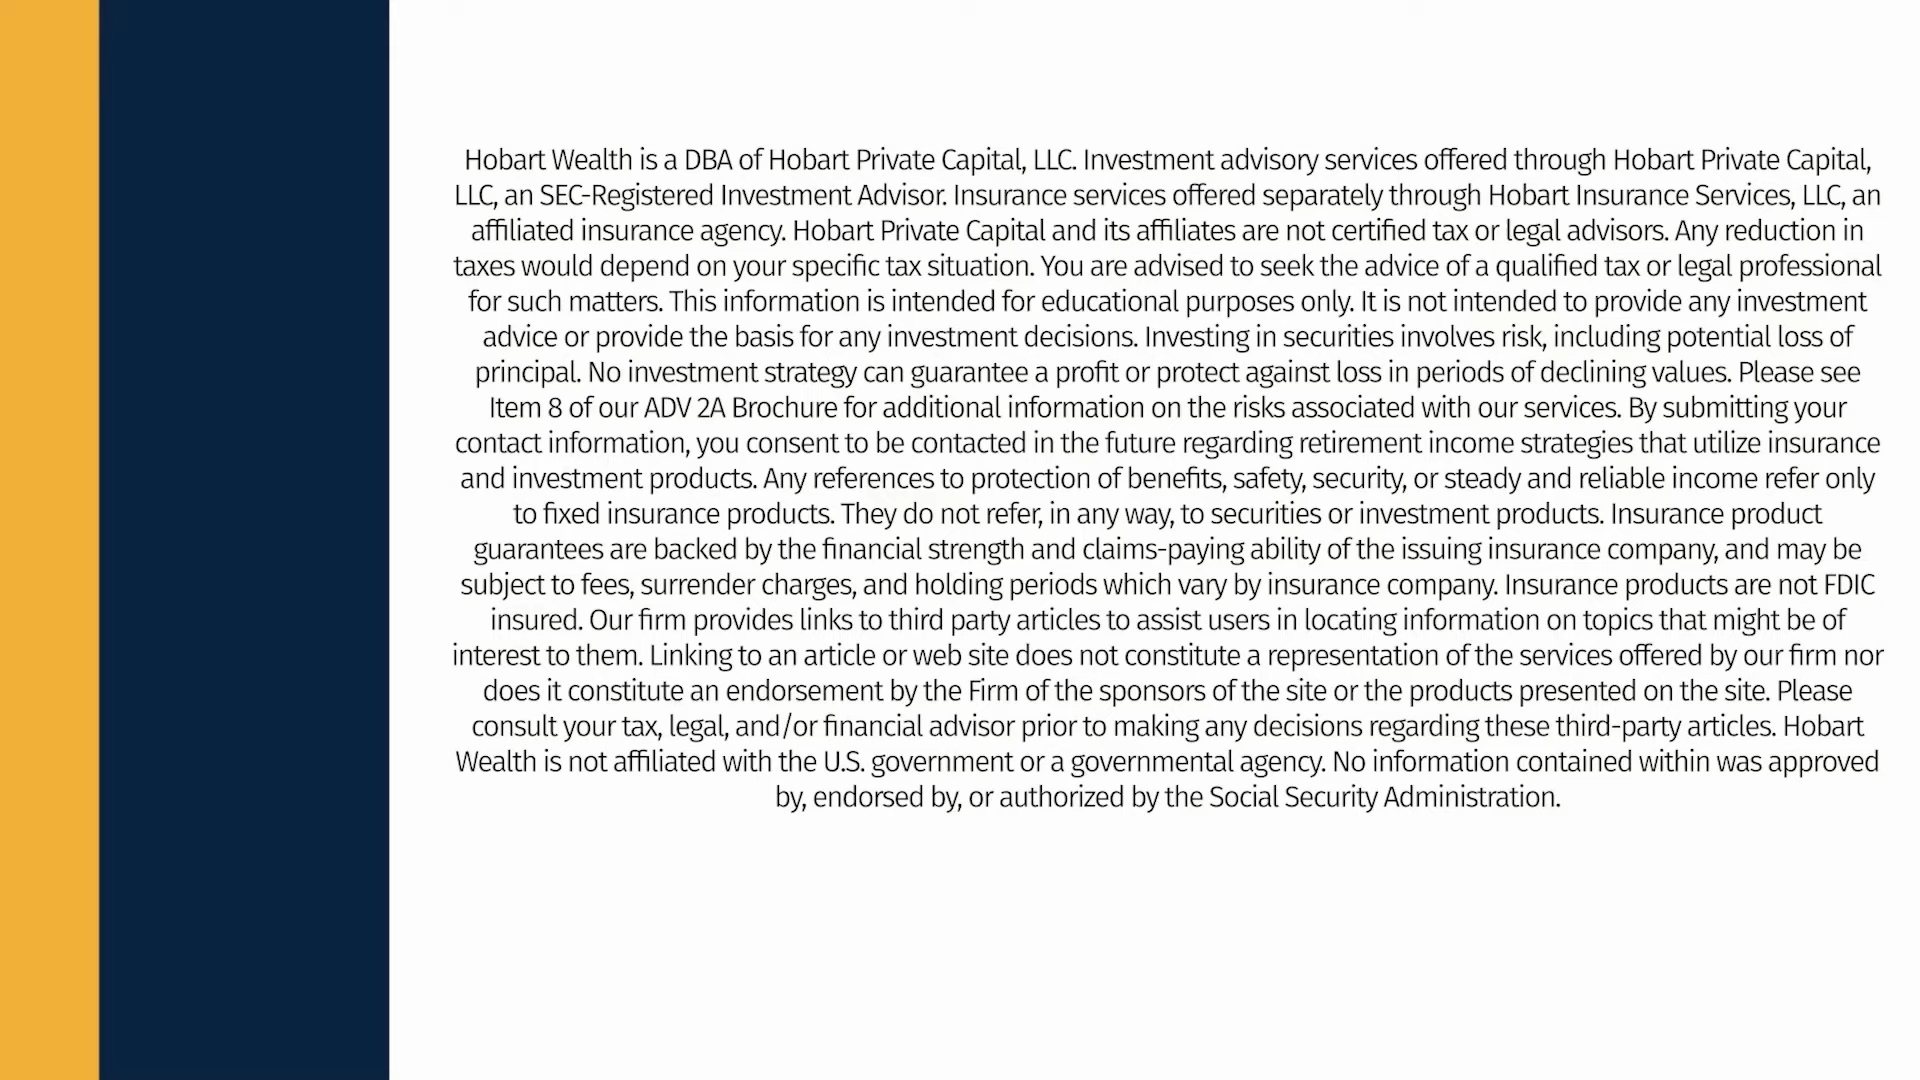 Hobart Wealth is a DBA of Hobart Private Capital, LLC. Investment advisory services offered through Hobart Private Capital,
LLC, an SEC-Registered Investment Advisor. Insurance services offered separately through Hobart Insurance Services, LLC, an
affiliated insurance agency. Hobart Private Capital and its affiliates are not certified tax or legal advisors. Any reduction in
taxes would depend on your specific tax situation. You are advised to seek the advice of a qualified tax or legal professional
for such matters. This information is intended for educational purposes only. It is not intended to provide any investment
advice or provide the basis for any investment decisions. Investing in securities involves risk, including potential loss of
principal. No investment strategy can guarantee a profit or protect against loss in periods of declining values. Please see
Item 8 of our ADV 2A Brochure for additional information on the risks associated with our services. By submitting your
contact information, you consent to be contacted in the future regarding retirement income strategies that utilize insurance
and investment products. Any references to protection of benefits, safety, security, or steady and reliable income refer only
to fixed insurance products. They do not refer, in any way, to securities or investment products. Insurance product
guarantees are backed by the financial strength and claims-paying ability of the issuing insurance company, and may be
subject to fees, surrender charges, and holding periods which vary by insurance company. Insurance products are not FDIC
insured. Our firm provides links to third party articles to assist users in locating information on topics that might be of
interest to them. Linking to an article or web site does not constitute a representation of the services offered by our firm nor
does it constitute an endorsement by the Firm of the sponsors of the site or the products presented on the site. Please
consult your tax, legal, and/or financial advisor prior to making any decisions regarding these third-party articles. Hobart
Wealth is not affiliated with the U.S. government or a governmental agency. No information contained within was approved
by, endorsed by, or authorized by the Social Security Administration.